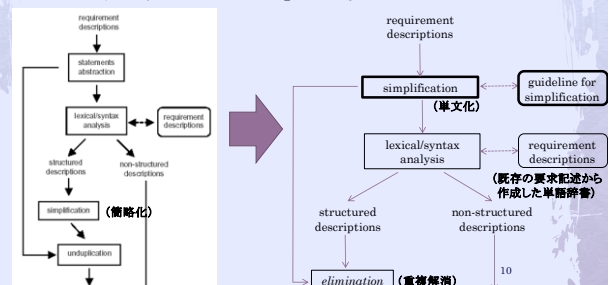 requirement
descriptions
statements
abstraction
lexical/syntax
analysis
requirement
descriptions
structured
descriptions
non-structured
descriptions
simplification
(簡略化)
unduplication
requirement
descriptions
simplification
(単文化)
guideline for
simplification
lexical/syntax
analysis
requirement
descriptions
(既存の要求記述から
作成した単語辞書)
structured
descriptions
non-structured
descriptions
elimination
(重複解消)
10